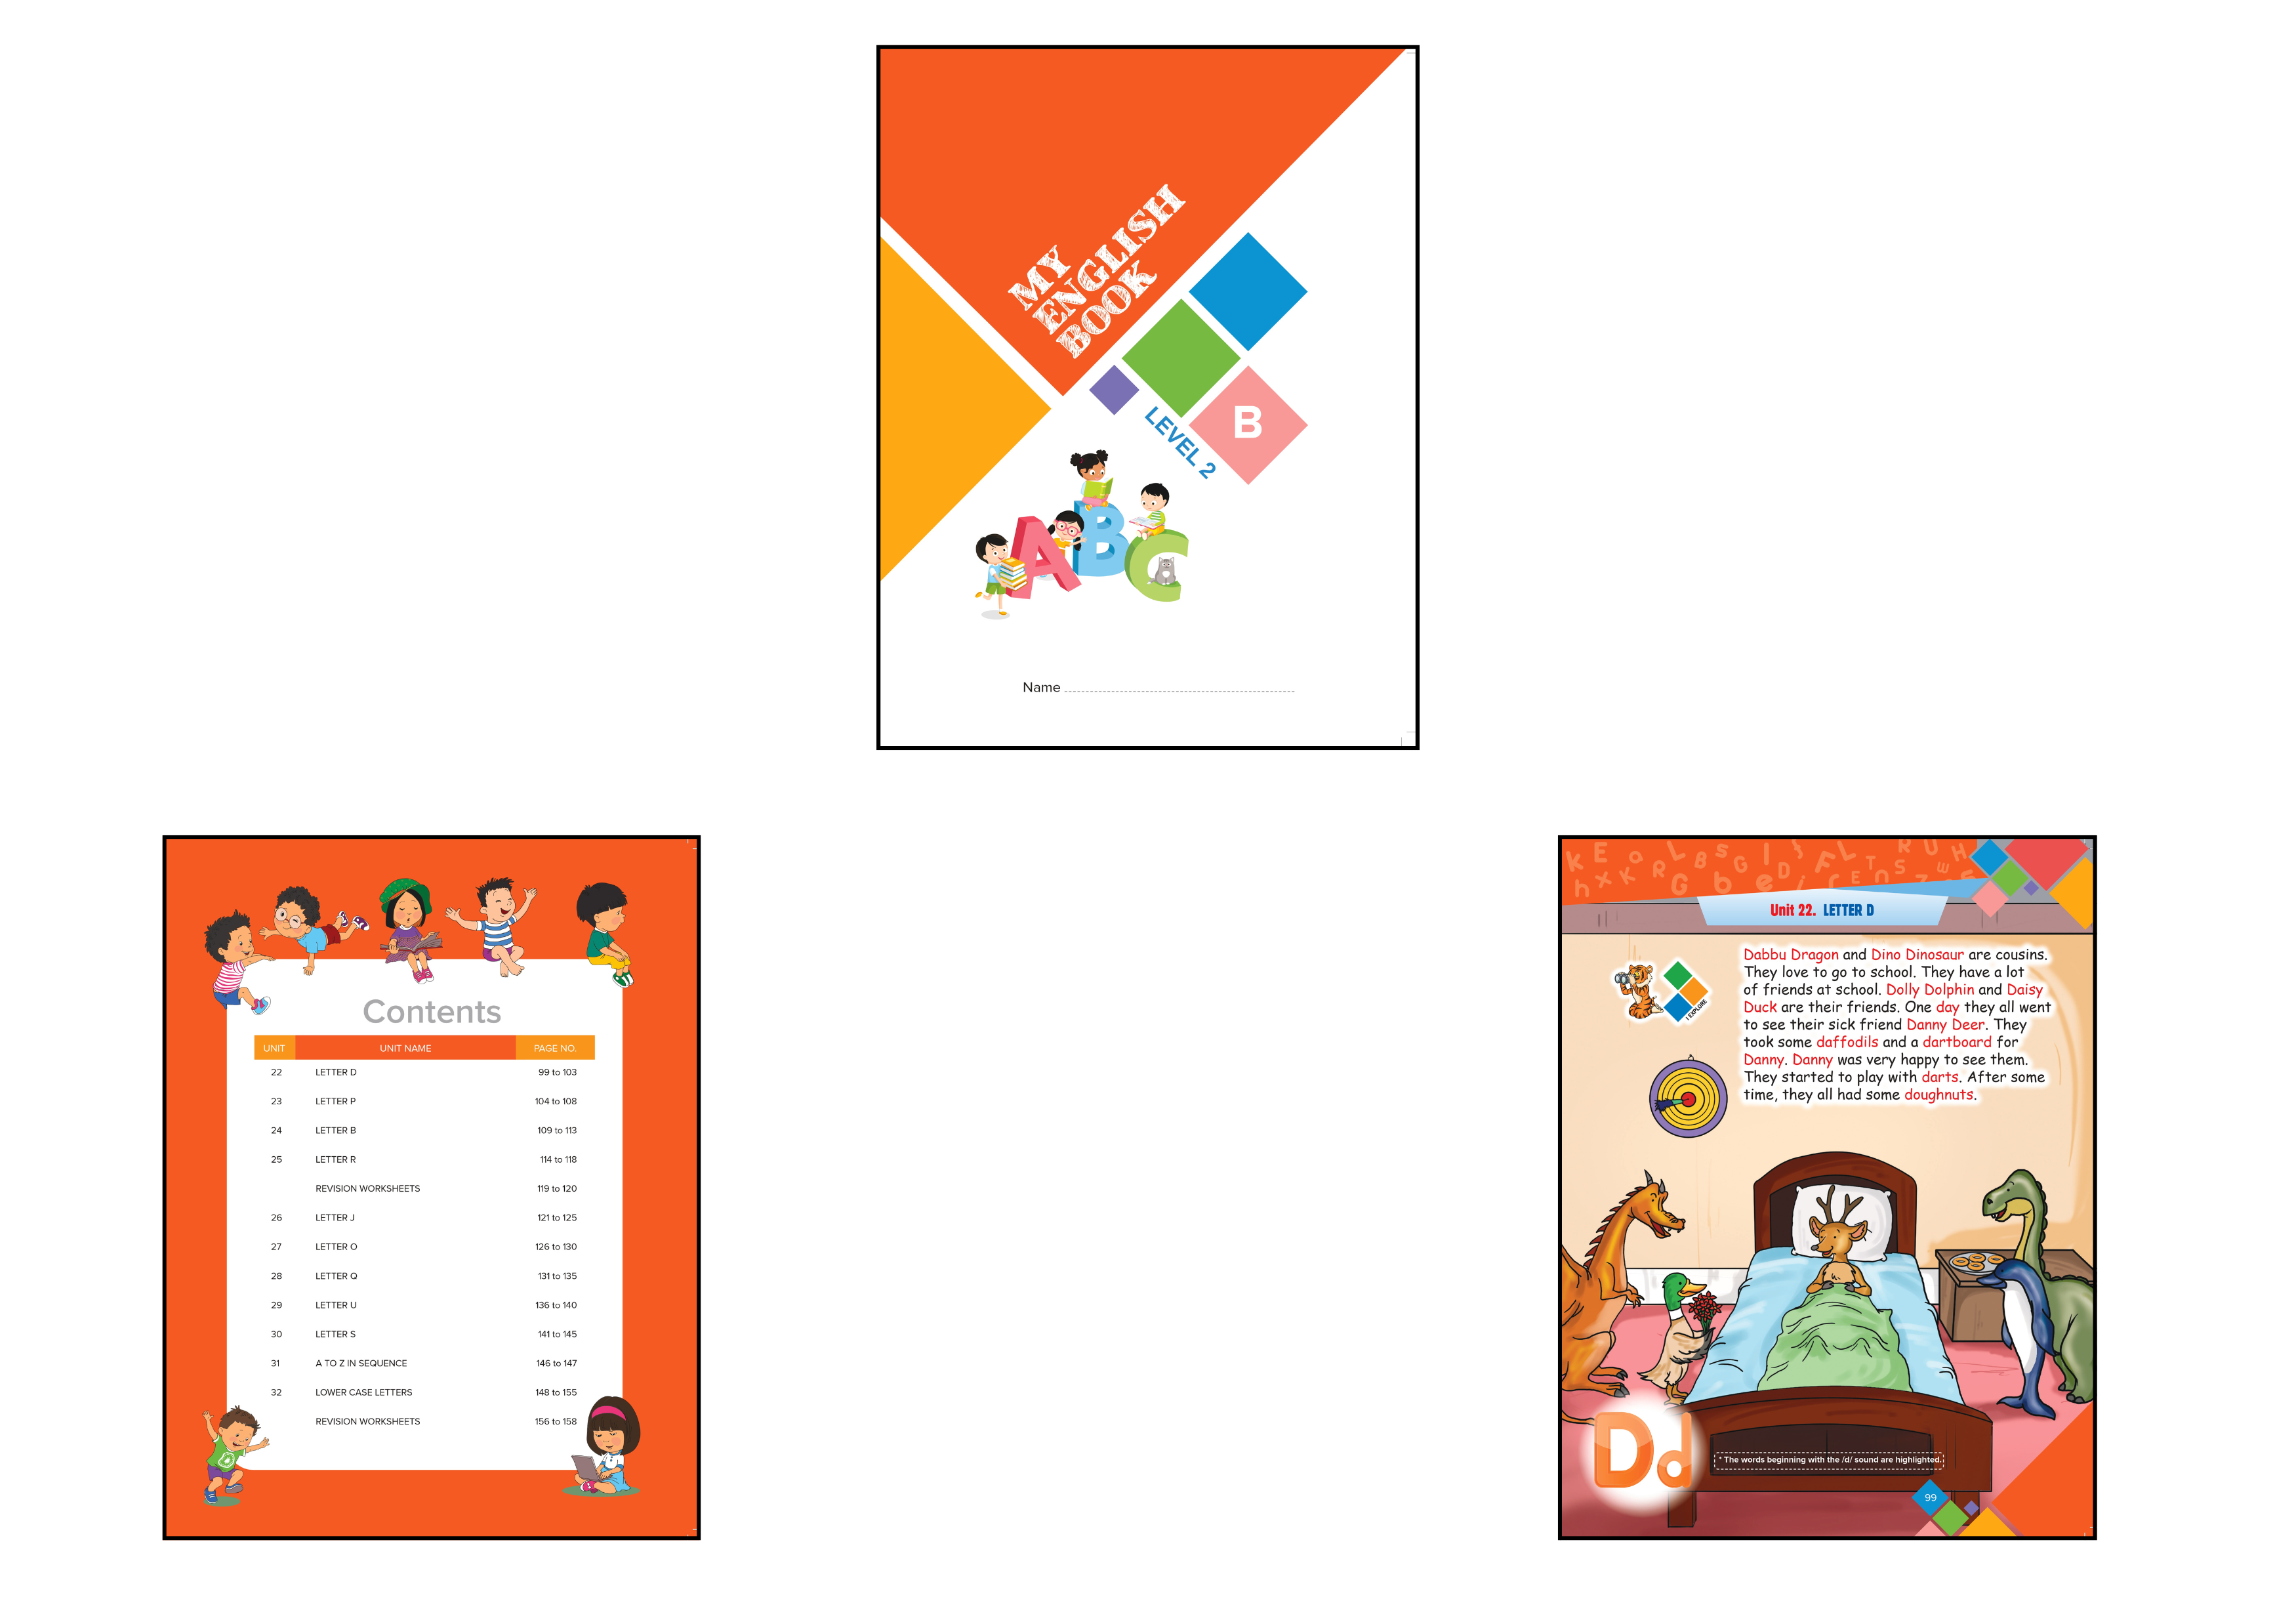 MY
ENGLISH
BOOK
B
LEVEL 2
A B C
Name
Contents
UNIT UNIT NAME PAGE NO.
22 LETTER D 99 to 103
23 LETTER P 104 to 108
24 LETTER B 109 to 113
25 LETTER R 114 to 118
REVISION WORKSHEETS 119 to 120
26 LETTER J 121 to 125
27 LETTER O 126 to 130
28 LETTER Q 131 to 135
29 LETTER U 136 to 140
30 LETTER S 141 to 145
31 A TO Z IN SEQUENCE 146 to 147
32 LOWER CASE LETTERS 148 to 155
REVISION WORKSHEETS 156 to 158
D
Unit 22. LETTER D
I EXPLORE
Dabbu Dragon and Dino Dinosaur are cousins.
They love to go to school. They have a lot
of friends at school. Dolly Dolphin and Daisy
Duck are their friends. One day they all went
to see their sick friend Danny Deer. They
took some daffodils and a dartboard for
Danny. Danny was very happy to see them.
They started to play with darts. After some
time, they all had some doughnuts.
Dd
* The words beginning with the /d/ sound are highlighted.
99